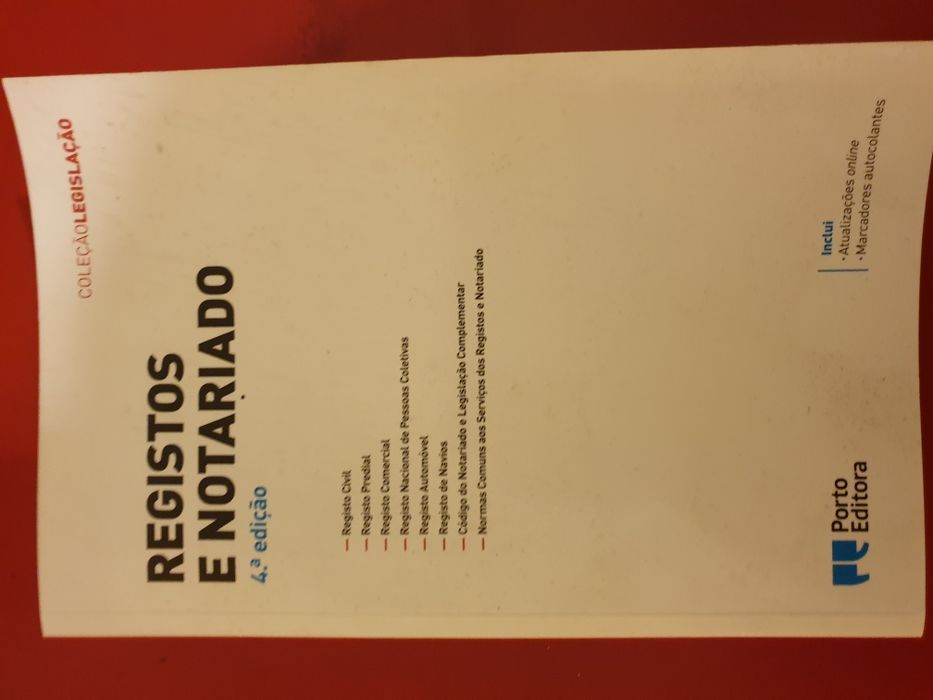 COLEÇÃOLEGISLAÇÃO
REGISTOS
E NOTARIADO
4.ª edição
— Registo Civil
— Registo Predial
— Registo Comercial
— Registo Nacional de Pessoas Coletivas
— Registo Automóvel
— Registo de Navios
— Código do Notariado e Legislação Complementar
— Normas Comuns aos Serviços dos Registos e Notariado
Porto
Editora
Inclui
• Atualizações online
• Marcadores autocolantes